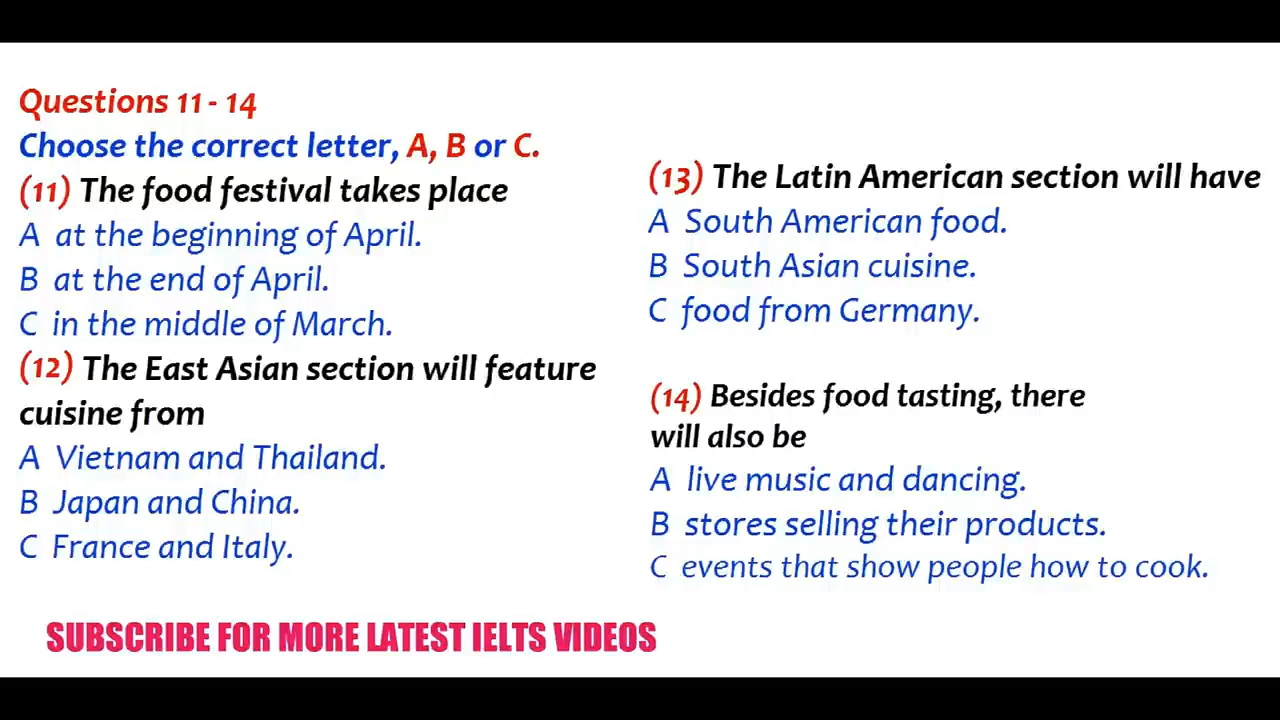 Questions 11 - 14
Choose the correct letter, A, B or C.
(11) The food festival takes place
A at the beginning of April.
B at the end of April.
C in the middle of March.
(12) The East Asian section will feature
cuisine from
A Vietnam and Thailand.
B Japan and China.
C France and Italy.
(13) The Latin American section will have
A South American food.
B South Asian cuisine.
C food from Germany.
(14) Besides food tasting, there
will also be
A live music and dancing.
B stores selling their products.
C events that show people how to cook.
SUBSCRIBE FOR MORE LATEST IELTS VIDEOS